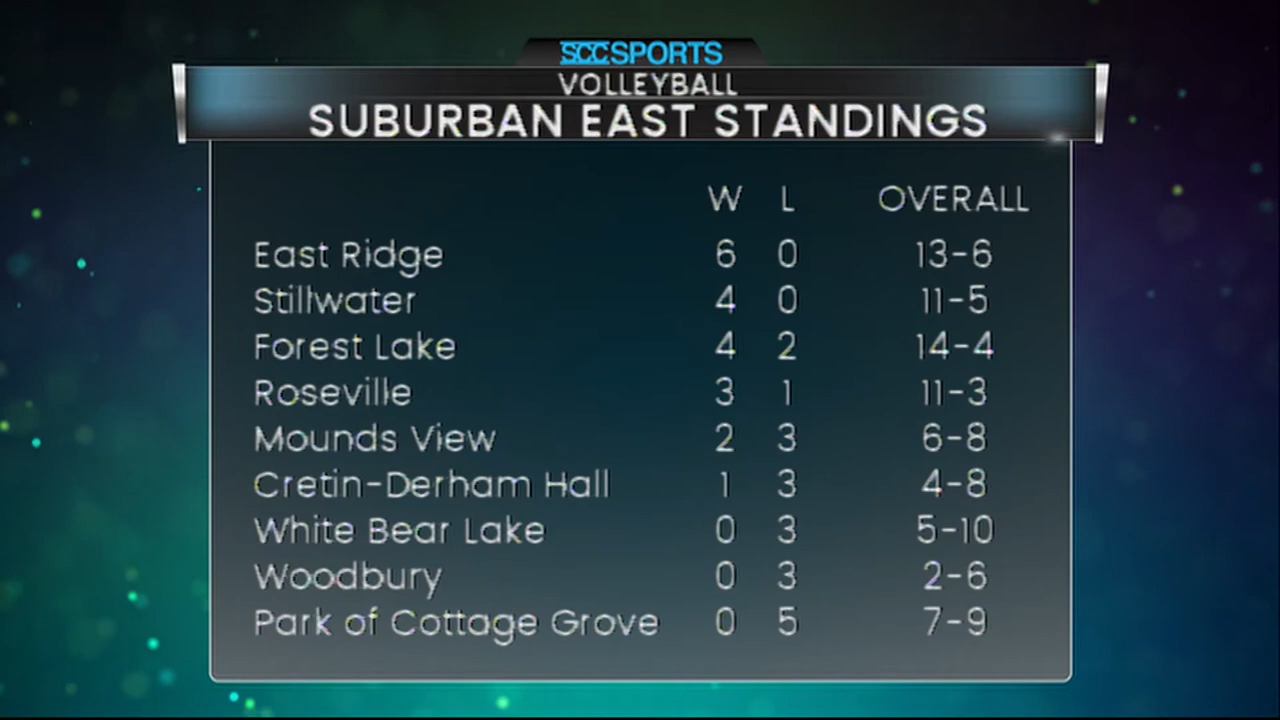 SCCSPORTS
VOLLEYBALL
SUBURBAN EAST STANDINGS
W L OVERALL
East Ridge 6 0 13-6
Stillwater 4 0 11-5
Forest Lake 4 2 14-4
Roseville 3 1 11-3
Mounds View 2 3 6-8
Cretin-Derham Hall 1 3 4-8
White Bear Lake 0 3 5-10
Woodbury 0 3 2-6
Park of Cottage Grove 0 5 7-9